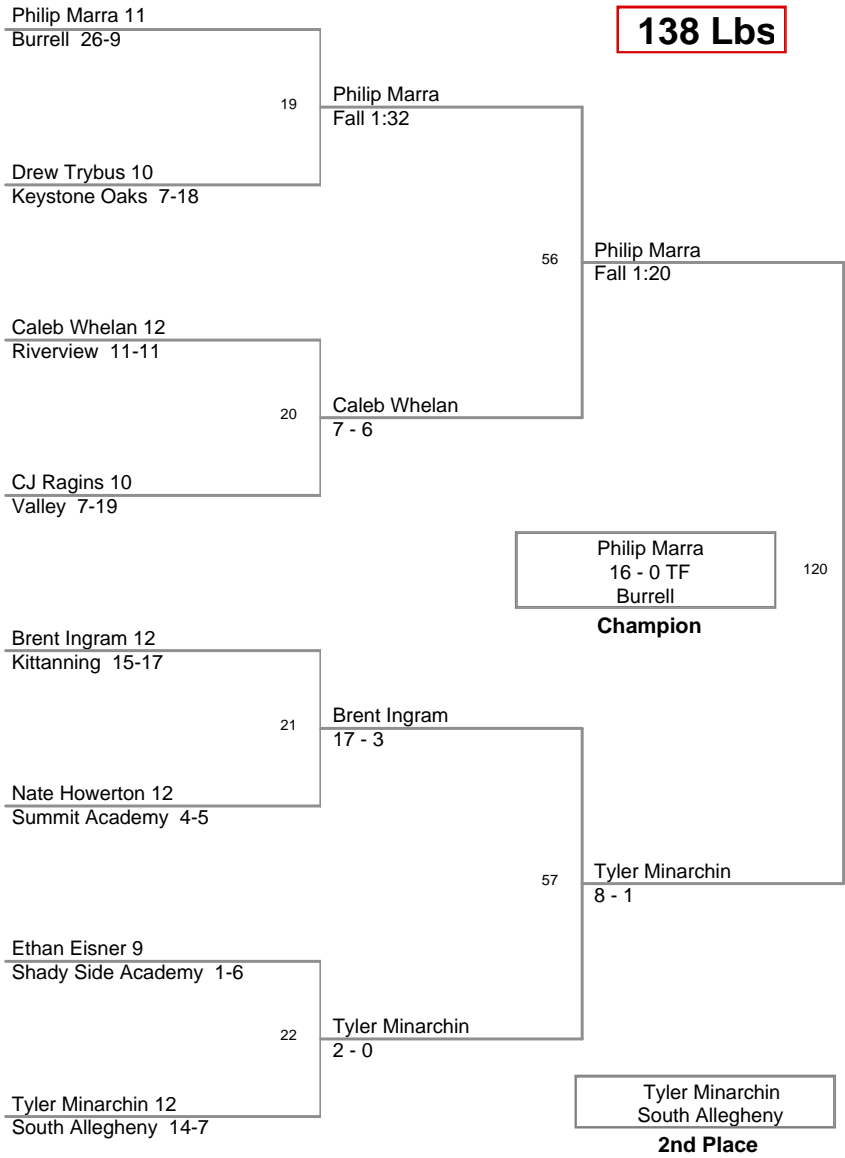 138 Lbs
Philip Marra 11
Burrell 26-9
19
Philip Marra
Fall 1:32
Drew Trybus 10
Keystone Oaks 7-18
56
Philip Marra
Fall 1:20
Caleb Whelan 12
Riverview 11-11
20
Caleb Whelan
7 - 6
CJ Ragins 10
Valley 7-19
Philip Marra
16 - 0 TF
Burrell
120
Champion
Brent Ingram 12
Kittanning 15-17
21
Brent Ingram
17 - 3
Nate Howerton 12
Summit Academy 4-5
57
Tyler Minarchin
8 - 1
Ethan Eisner 9
Shady Side Academy 1-6
22
Tyler Minarchin
2 - 0
Tyler Minarchin 12
South Allegheny 14-7
Tyler Minarchin
South Allegheny
2nd Place